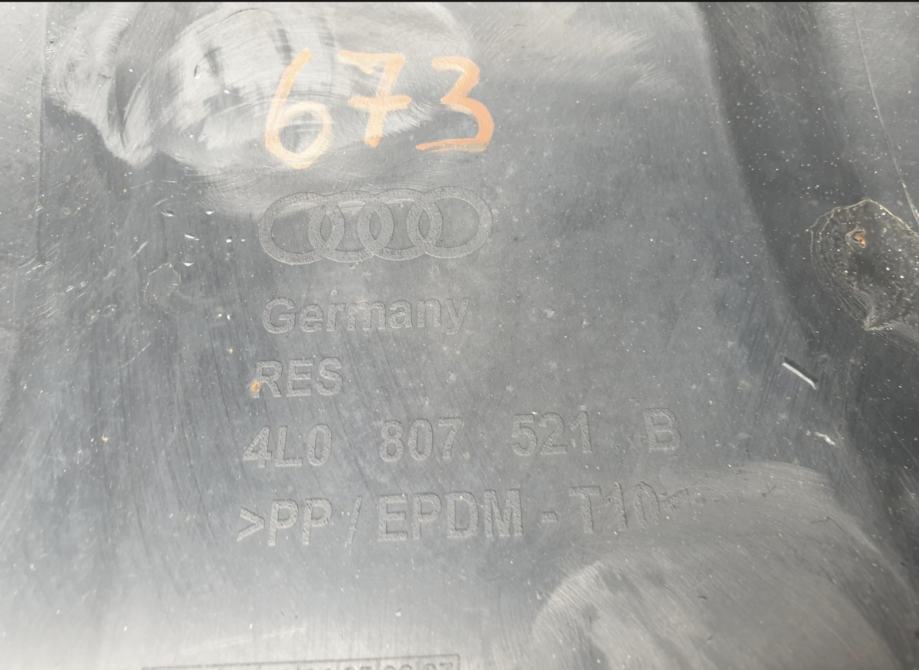 673
Germany
RES
4L0 807 521 B
>PP / EPDM - T10<